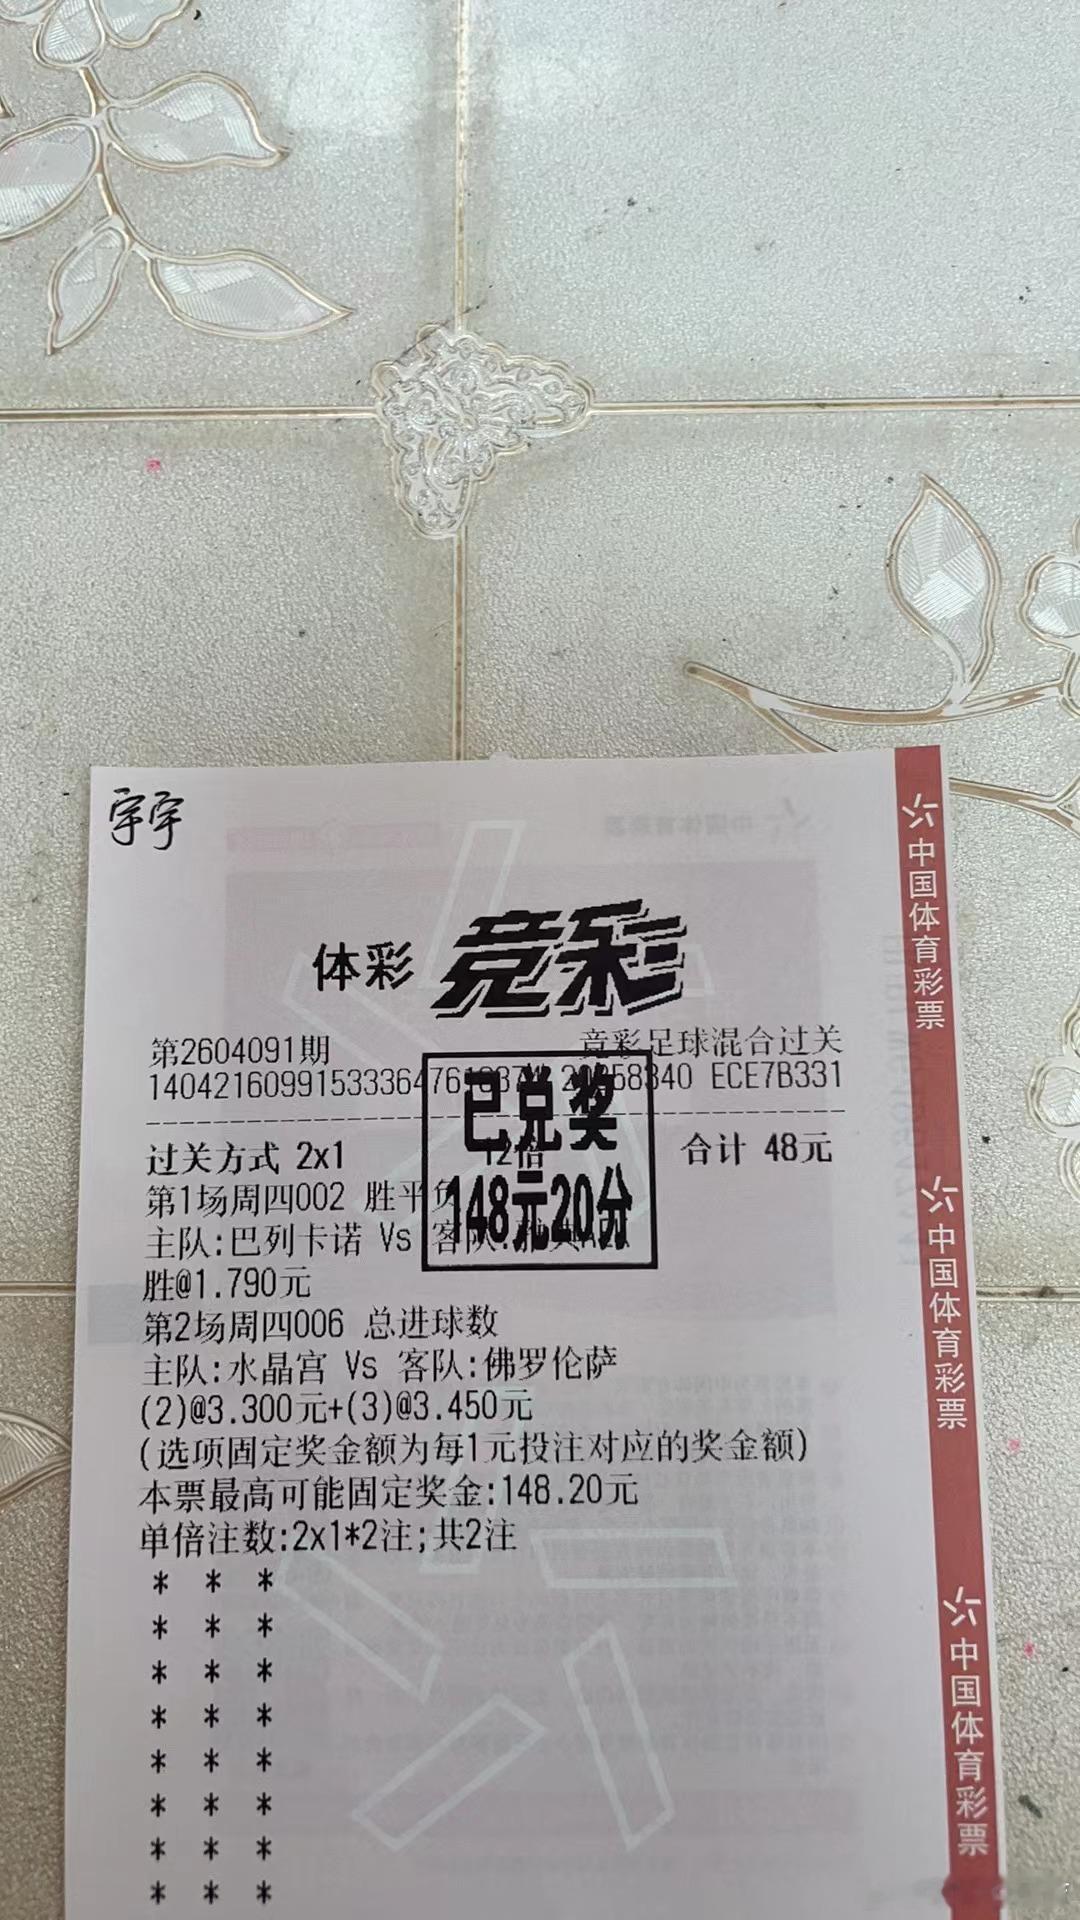 宇宇
体彩 竞彩
第2604091期 竞彩足球混合过关
ECE7B331
已兑奖
148元20分
过关方式 2x1 12倍 合计 48元
第1场周四002 胜平负
主队:巴列卡诺 Vs 客队:雅典AEK
胜@1.790元
第2场周四006 总进球数
主队:水晶宫 Vs 客队:佛罗伦萨
(2)@3.300元+(3)@3.450元
(选项固定奖金额为每1元投注对应的奖金额)
本票最高可能固定奖金:148.20元
单倍注数:2x1*2注;共2注
* * *
* * *
* * *
* * *
* * *
* * *
* * *
* * *
中国体育彩票
中国体育彩票
中国体育彩票